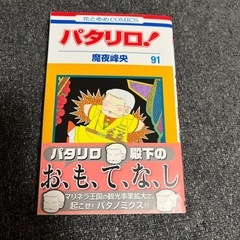 花とゆめCOMICS
パタリロ!
魔夜峰央
91
パタリロ殿下の
お、も、て、な、し
マリネラ王国の観光事業拡大で、
起こせ!パタノミクス!!